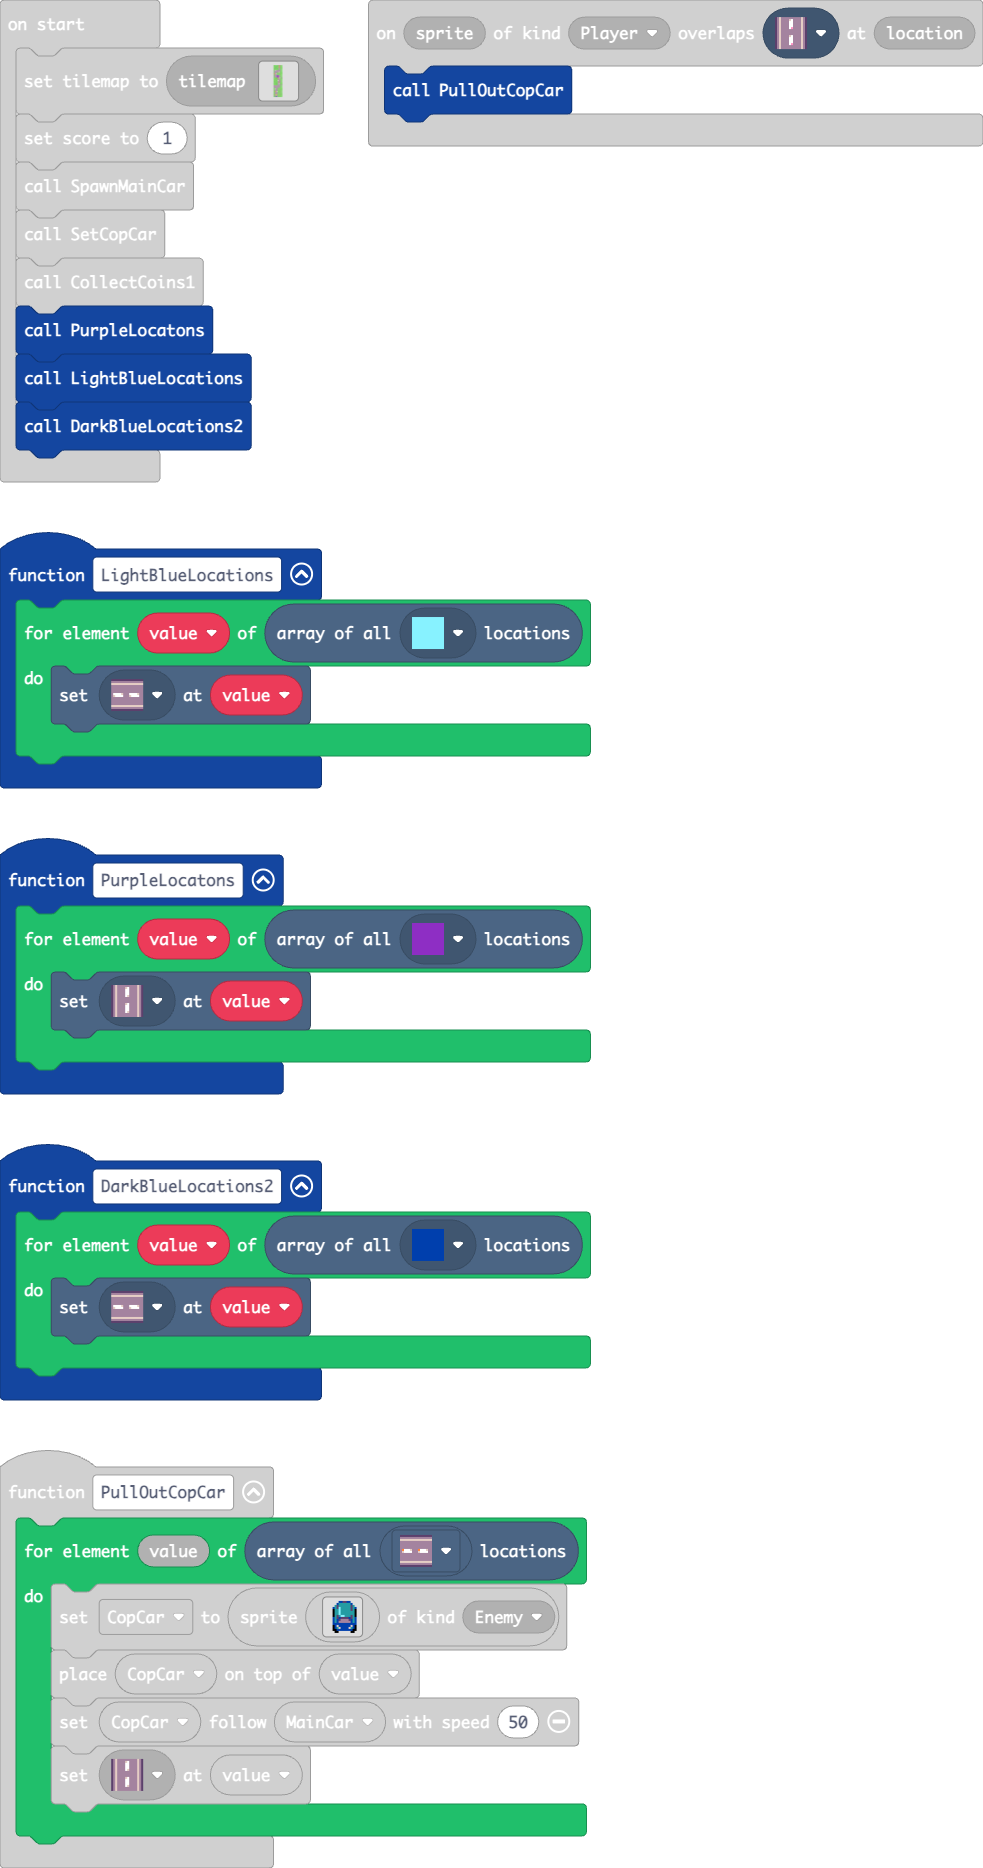 on start
set tilemap to tilemap
set score to 1
call SpawnMainCar
call SetCopCar
call CollectCoins1
call PurpleLocatons
call LightBlueLocations
call DarkBlueLocations2
on sprite of kind Player overlaps at location
call PullOutCopCar
function LightBlueLocations
for element value of array of all locations
do
set at value
function PurpleLocatons
for element value of array of all locations
do
set at value
function DarkBlueLocations2
for element value of array of all locations
do
set at value
function PullOutCopCar
for element value of array of all locations
do
set CopCar to sprite of kind Enemy
place CopCar on top of value
set CopCar follow MainCar with speed 50
set at value